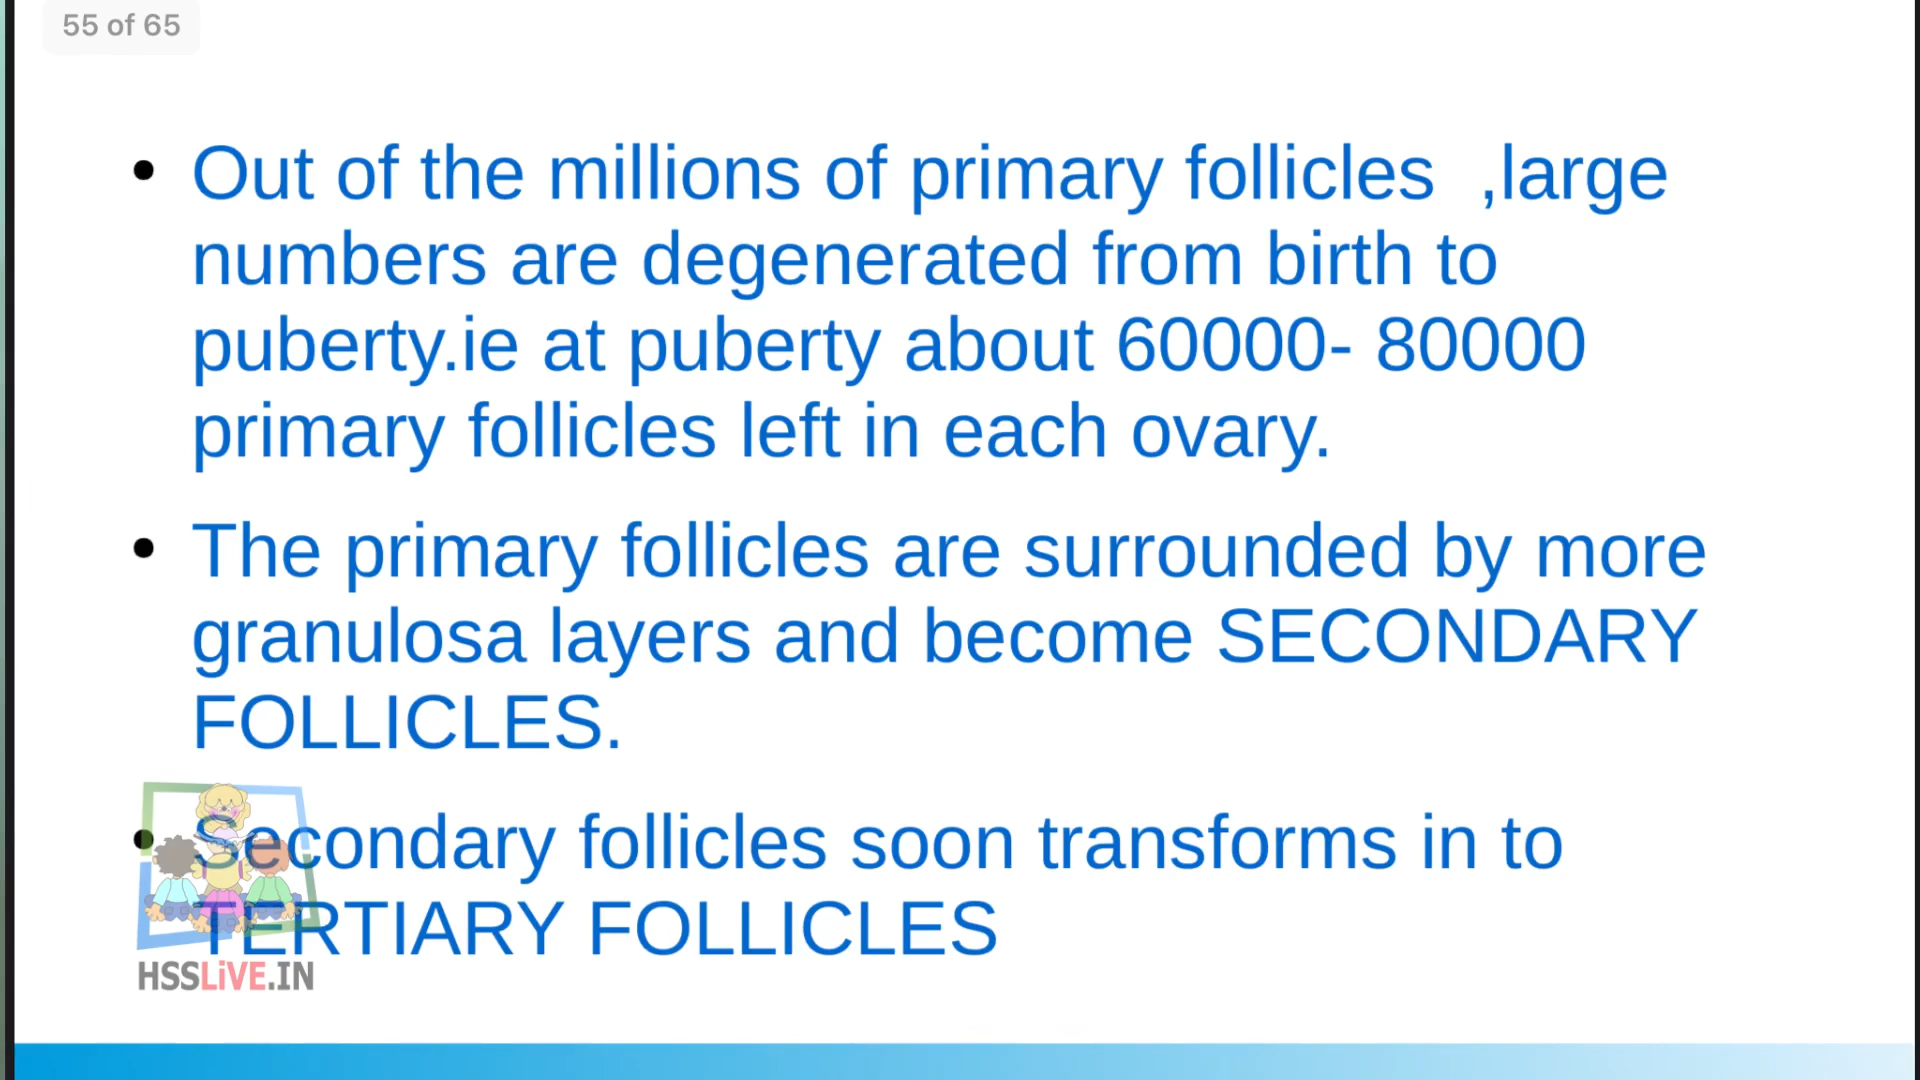 55 of 65
• Out of the millions of primary follicles  ,large
numbers are degenerated from birth to
puberty.ie at puberty about 60000- 80000
primary follicles left in each ovary.
• The primary follicles are surrounded by more
granulosa layers and become SECONDARY
FOLLICLES.
• Secondary follicles soon transforms in to
TERTIARY FOLLICLES
HSSLiVE.IN